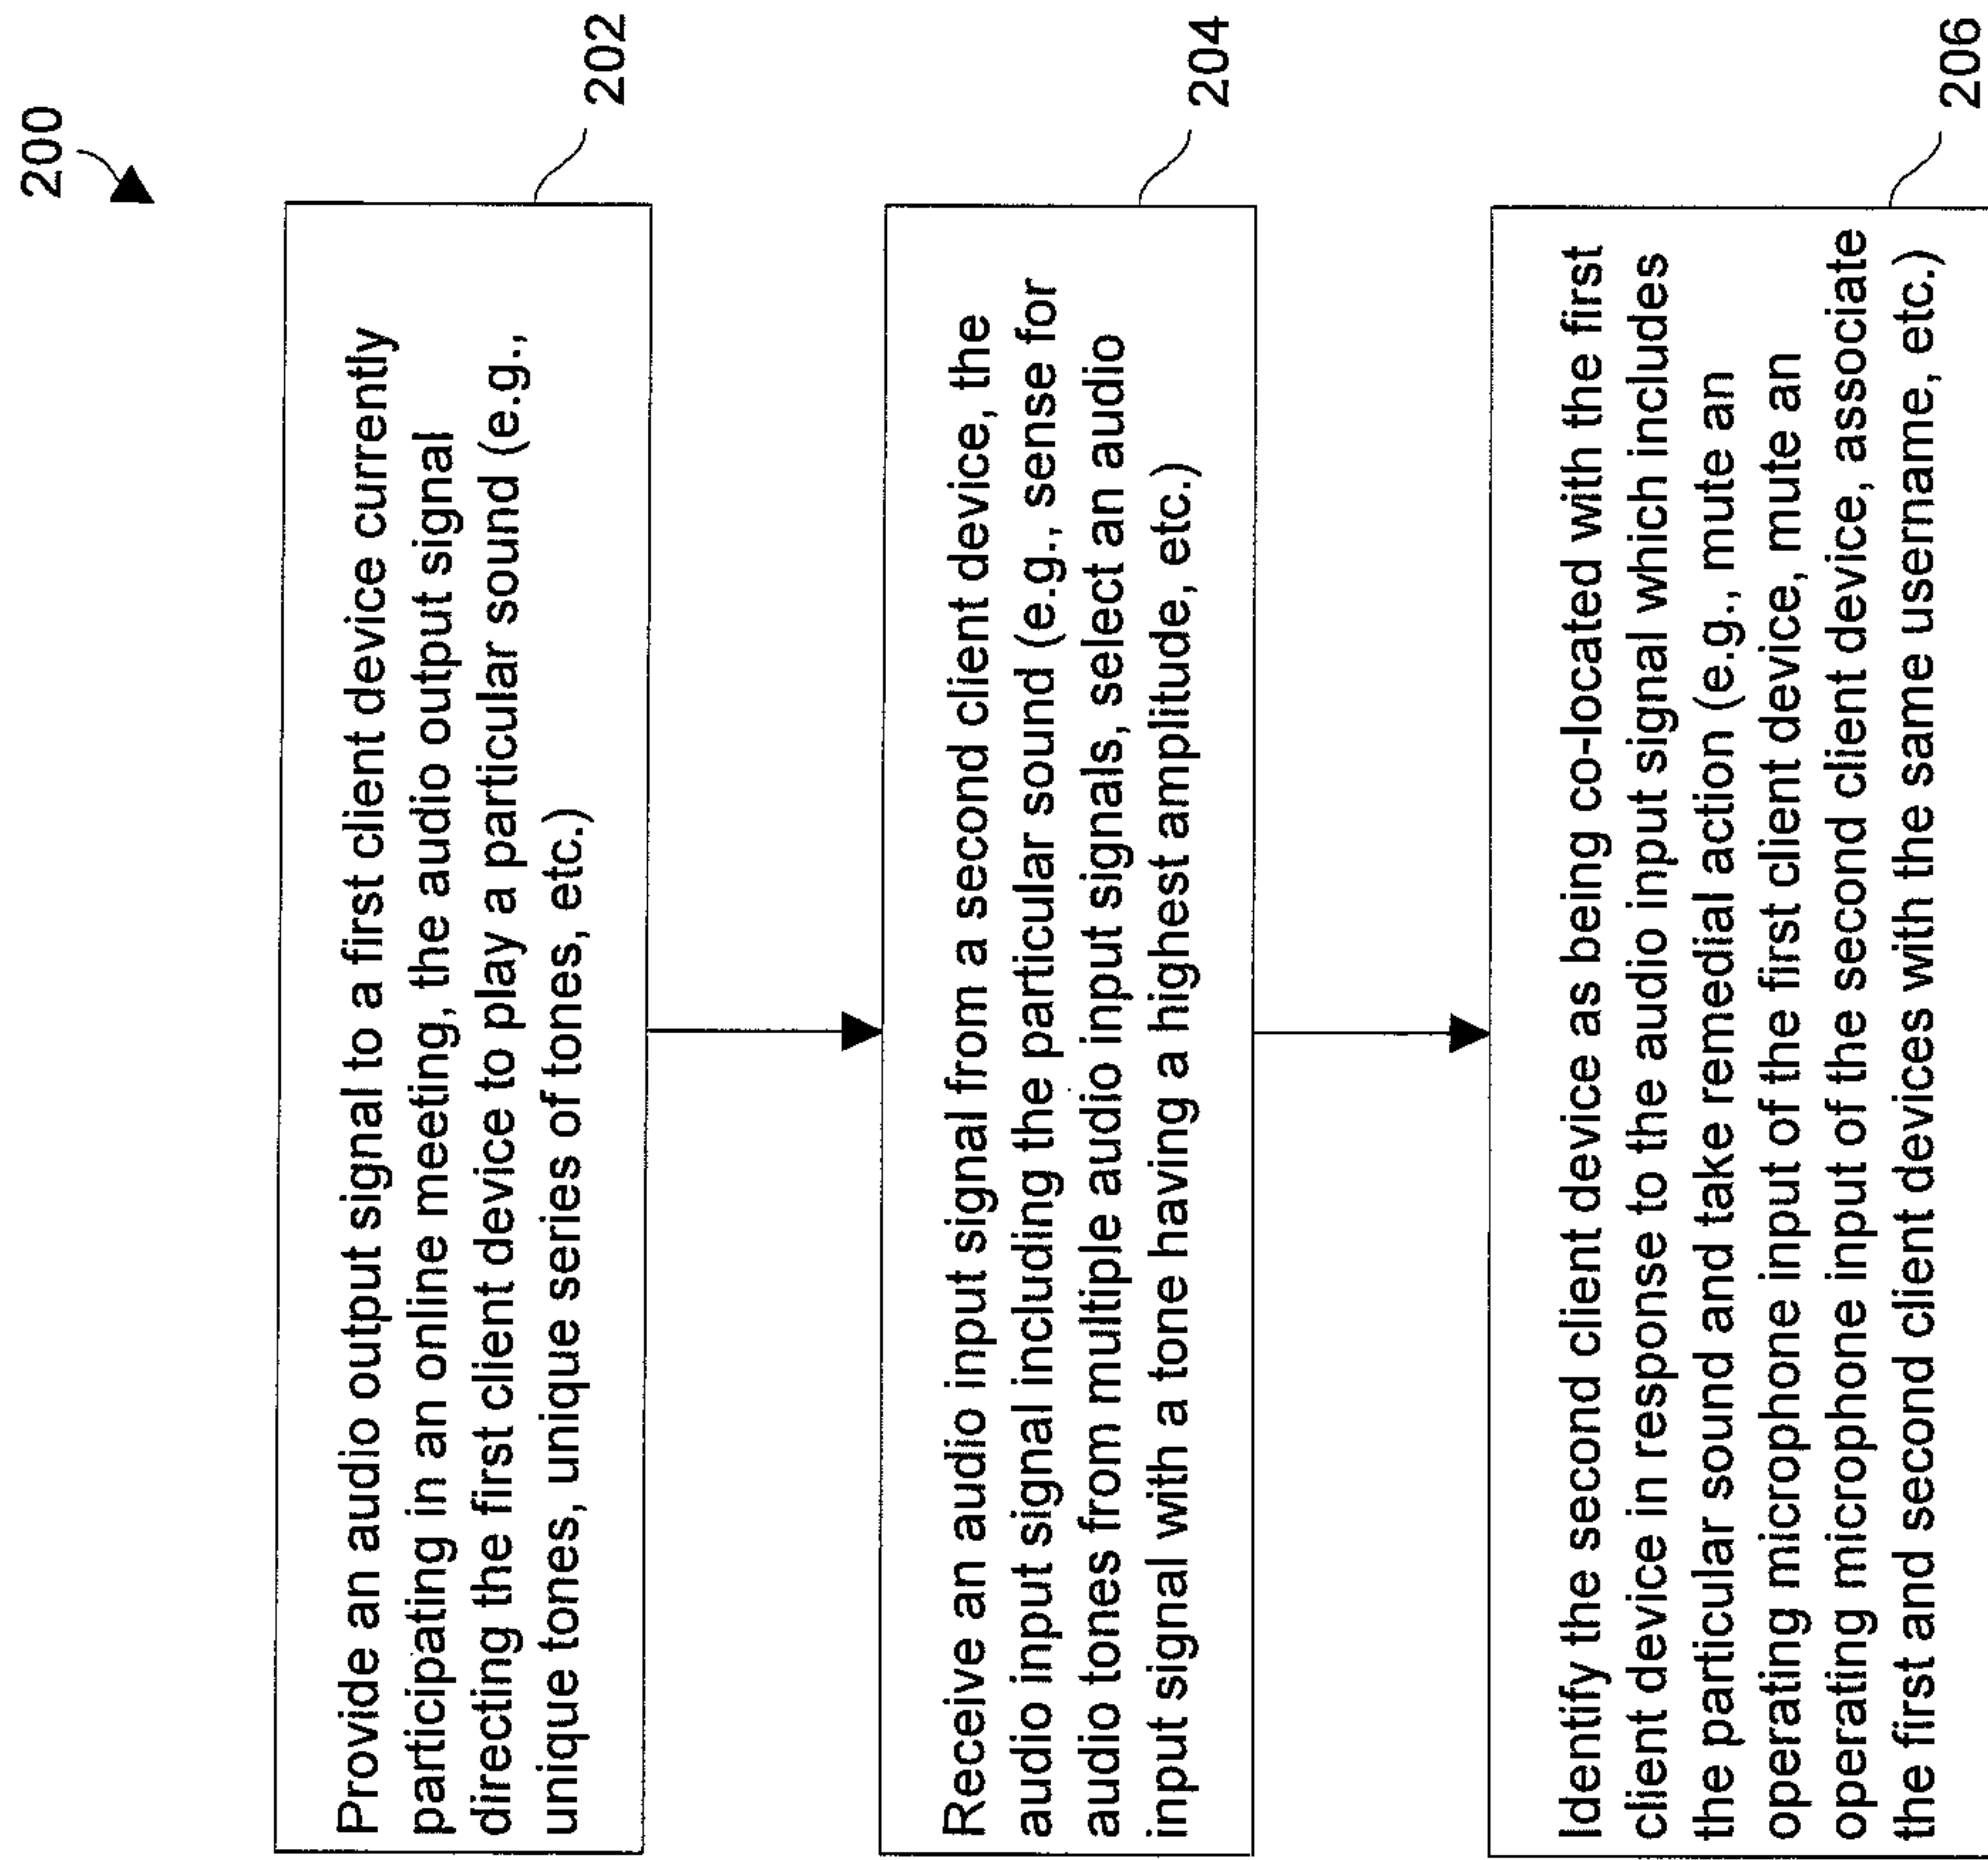 200
Provide an audio output signal to a first client device currently
participating in an online meeting, the audio output signal
directing the first client device to play a particular sound (e.g.,
unique tones, unique series of tones, etc.)
202
Receive an audio input signal from a second client device, the
audio input signal including the particular sound (e.g., sense for
audio tones from multiple audio input signals, select an audio
input signal with a tone having a highest amplitude, etc.)
204
Identify the second client device as being co-located with the first
client device in response to the audio input signal which includes
the particular sound and take remedial action (e.g., mute an
operating microphone input of the first client device, mute an
operating microphone input of the second client device, associate
the first and second client devices with the same username, etc.)
206